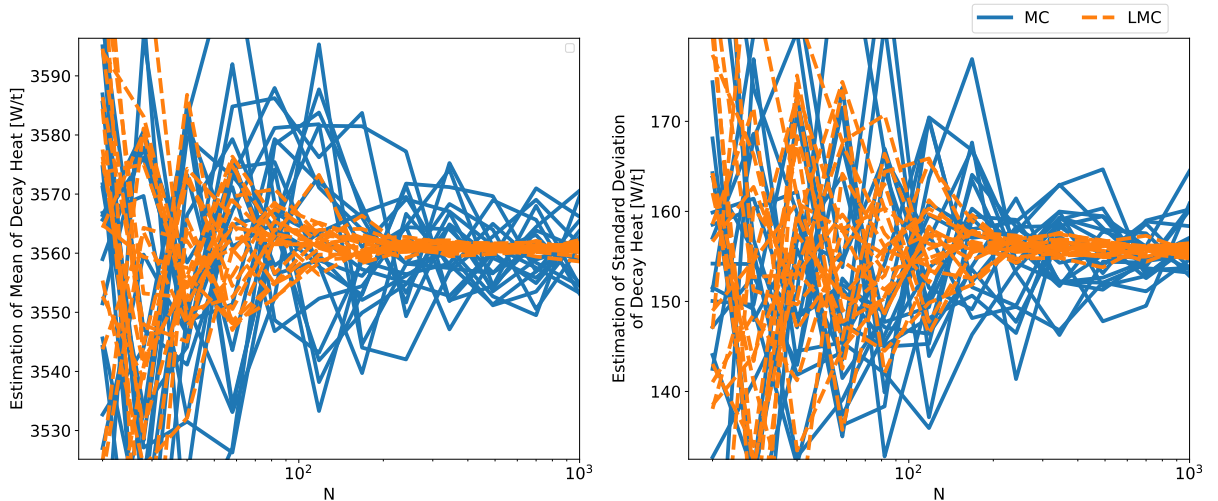 MC
LMC
Estimation of Mean of Decay Heat [W/t]
3590
3580
3570
3560
3550
3540
3530
10²
10³
N
Estimation of Standard Deviation
of Decay Heat [W/t]
170
160
150
140
10²
10³
N